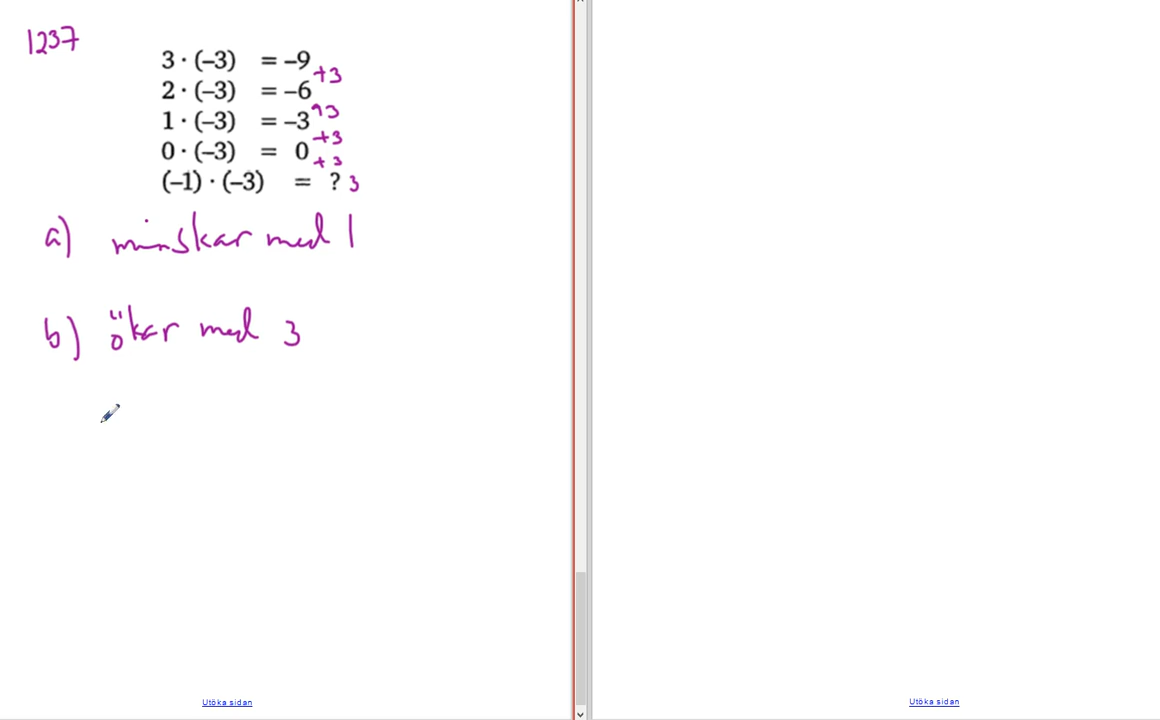 1237
3 · (–3) = –9
+3
2 · (–3) = –6
+3
1 · (–3) = –3
+3
0 · (–3) = 0
+3
(–1) · (–3) = ? 3
a) minskar med 1
b) ökar med 3
Utöka sidan Utöka sidan